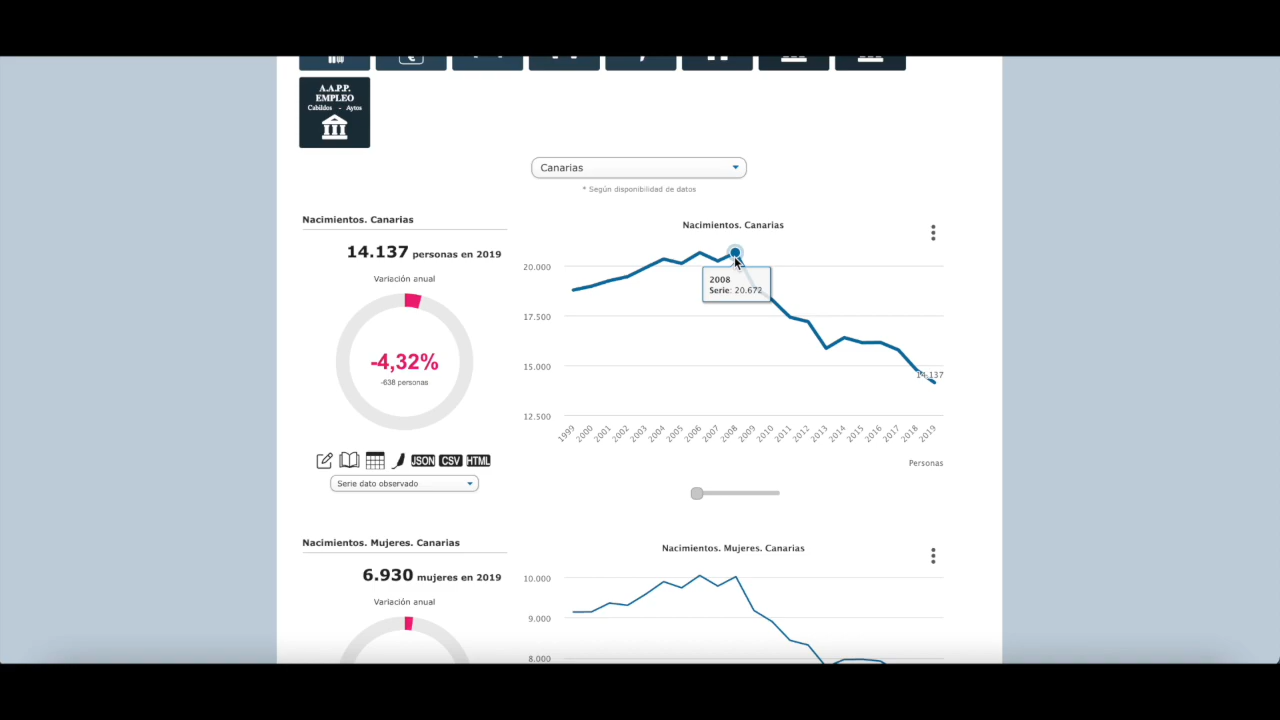 A.A.P.P.
EMPLEO
Cabildos - Aytos
Canarias
* Según disponibilidad de datos
Nacimientos. Canarias
14.137 personas en 2019
Variación anual
-4,32%
-638 personas
JSON CSV HTML
Serie dato observado
Nacimientos. Canarias
20.000
17.500
15.000
12.500
2008
Serie: 20.672
14.137
1999 2000 2001 2002 2003 2004 2005 2006 2007 2008 2009 2010 2011 2012 2013 2014 2015 2016 2017 2018 2019
Personas
Nacimientos. Mujeres. Canarias
6.930 mujeres en 2019
Variación anual
Nacimientos. Mujeres. Canarias
10.000
9.000
8.000